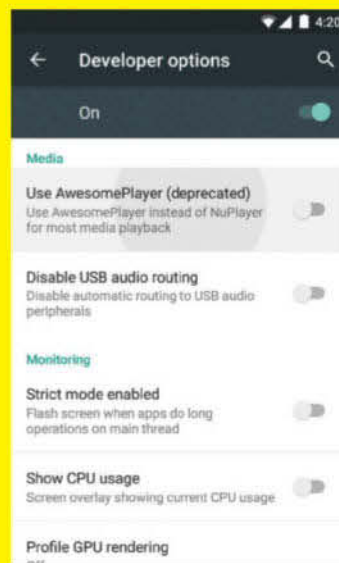 4:20
Developer options
On
Media
Use AwesomePlayer (deprecated)
Use AwesomePlayer instead of NuPlayer
for most media playback
Disable USB audio routing
Disable automatic routing to USB audio
peripherals
Monitoring
Strict mode enabled
Flash screen when apps do long
operations on main thread
Show CPU usage
Screen overlay showing current CPU usage
Profile GPU rendering